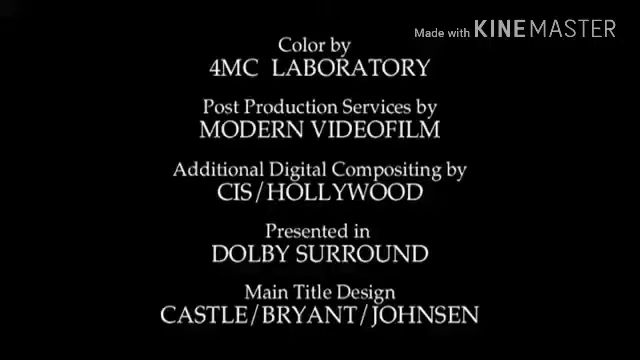 Made with KINEMASTER
Color by
4MC LABORATORY
Post Production Services by
MODERN VIDEOFILM
Additional Digital Compositing by
CIS/HOLLYWOOD
Presented in
DOLBY SURROUND
Main Title Design
CASTLE/BRYANT/JOHNSEN